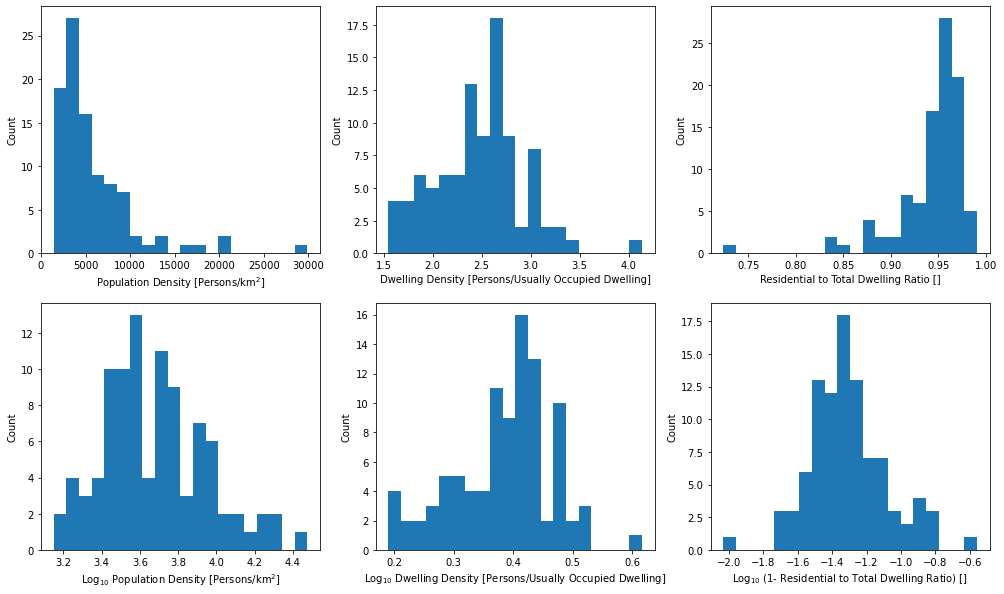 25
20
15
10
5
0
Count
0 5000 10000 15000 20000 25000 30000
Population Density [Persons/km²]
17.5
15.0
12.5
10.0
7.5
5.0
2.5
0.0
Count
1.5 2.0 2.5 3.0 3.5 4.0
Dwelling Density [Persons/Usually Occupied Dwelling]
25
20
15
10
5
0
Count
0.75 0.80 0.85 0.90 0.95 1.00
Residential to Total Dwelling Ratio []
12
10
8
6
4
2
0
Count
3.2 3.4 3.6 3.8 4.0 4.2 4.4
Log₁₀ Population Density [Persons/km²]
16
14
12
10
8
6
4
2
0
Count
0.2 0.3 0.4 0.5 0.6
Log₁₀ Dwelling Density [Persons/Usually Occupied Dwelling]
17.5
15.0
12.5
10.0
7.5
5.0
2.5
0.0
Count
−2.0 −1.8 −1.6 −1.4 −1.2 −1.0 −0.8 −0.6
Log₁₀ (1- Residential to Total Dwelling Ratio) []